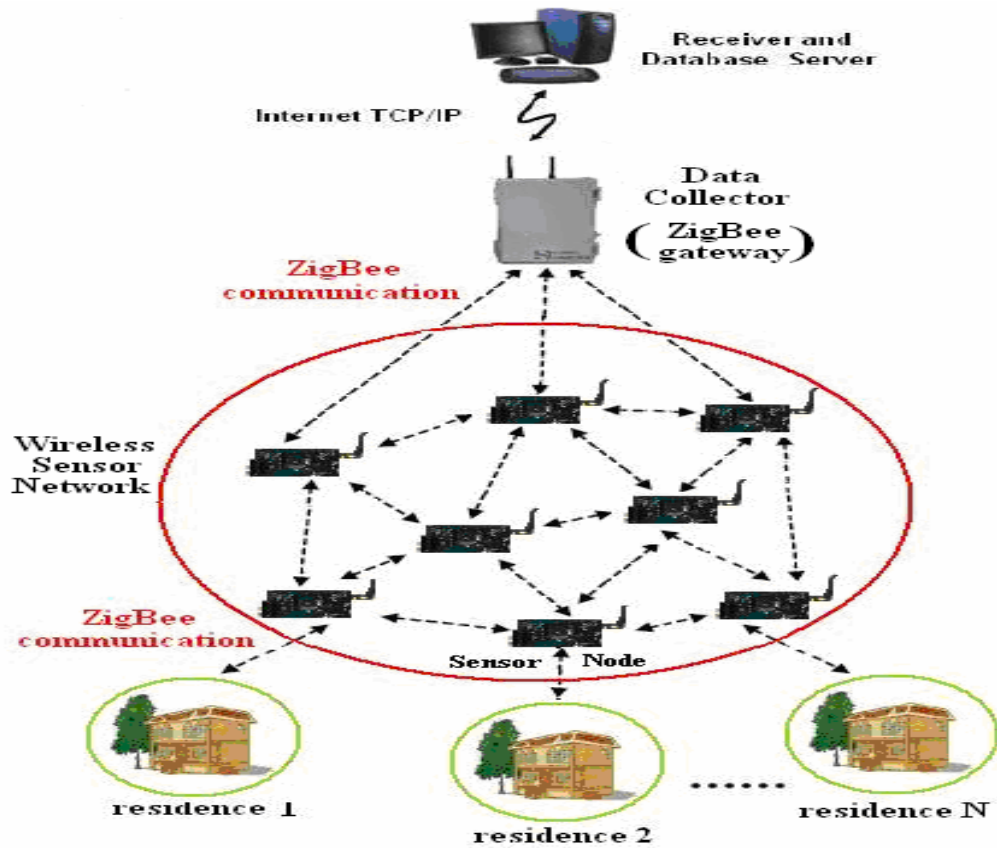 Receiver and
Database Server
Internet TCP/IP
Data
Collector
(ZigBee
gateway)
ZigBee
communication
Wireless
Sensor
Network
ZigBee
communication
Sensor Node
residence 1
residence 2
......
residence N